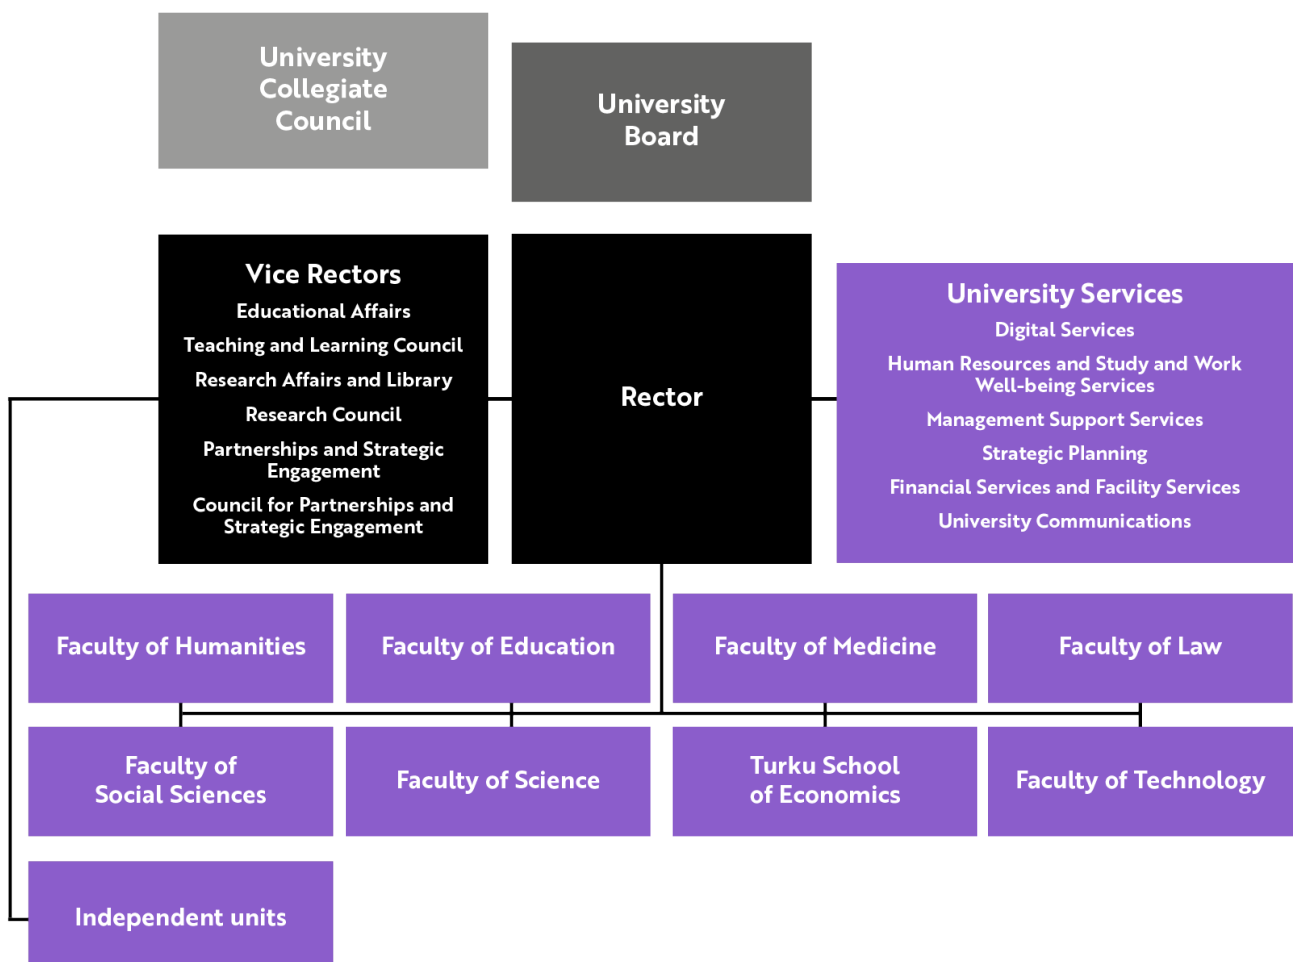 University
Collegiate
Council
University
Board
Vice Rectors
Educational Affairs
Teaching and Learning Council
Research Affairs and Library
Research Council
Partnerships and Strategic
Engagement
Council for Partnerships and
Strategic Engagement
Rector
University Services
Digital Services
Human Resources and Study and Work
Well-being Services
Management Support Services
Strategic Planning
Financial Services and Facility Services
University Communications
Faculty of Humanities
Faculty of Education
Faculty of Medicine
Faculty of Law
Faculty of
Social Sciences
Faculty of Science
Turku School
of Economics
Faculty of Technology
Independent units